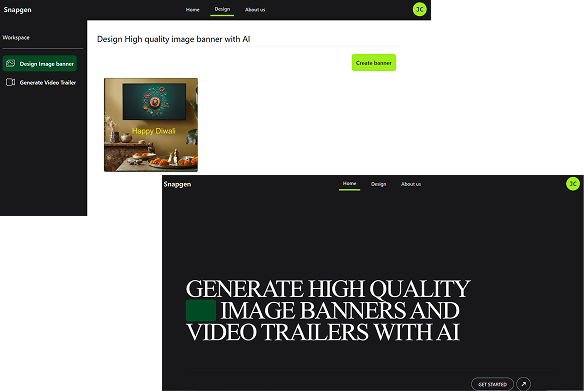 Snapgen
Home Design About us
JC
Workspace
Design Image banner
Generate Video Trailer
Design High quality image banner with AI
Create banner
Happy Diwali
Snapgen
Home Design About us
JC
GENERATE HIGH QUALITY
IMAGE BANNERS AND
VIDEO TRAILERS WITH AI
GET STARTED